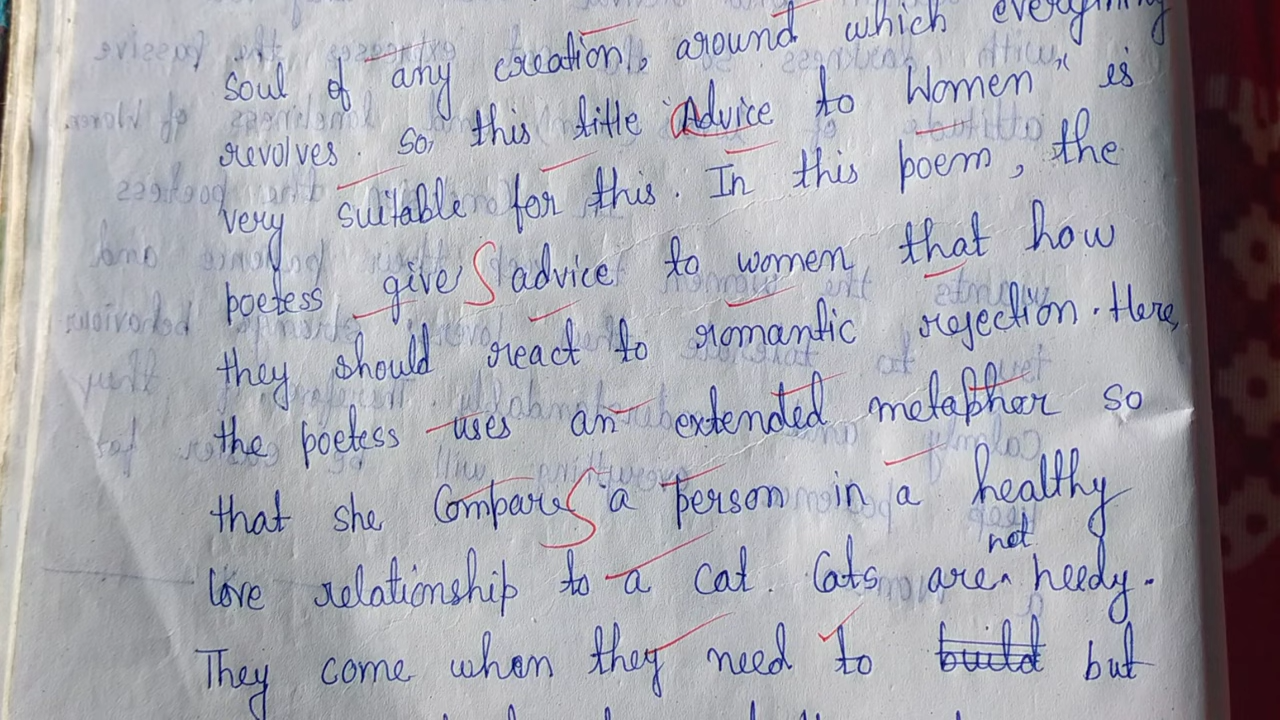 soul of any creation, around which everything
revolves. So, this title "Advice to Women" is
very suitable for this. In this poem, the
poetess give S advice to women, that how
they should react to romantic rejection. Here,
the poetess uses an extended metaphor so
that she compare S a person in a healthy
love relationship to a cat. Cats are not needy.
They come when they need to build but